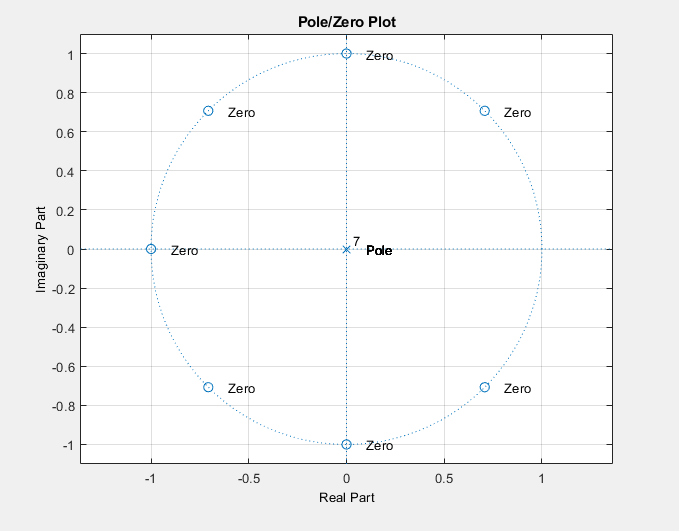 Pole/Zero Plot
1
Zero
0.8
Zero
Zero
0.6
0.4
0.2
7
0
Zero
Pole
-0.2
-0.4
-0.6
Zero
Zero
-0.8
-1
Zero
Imaginary Part
-1
-0.5
0
0.5
1
Real Part